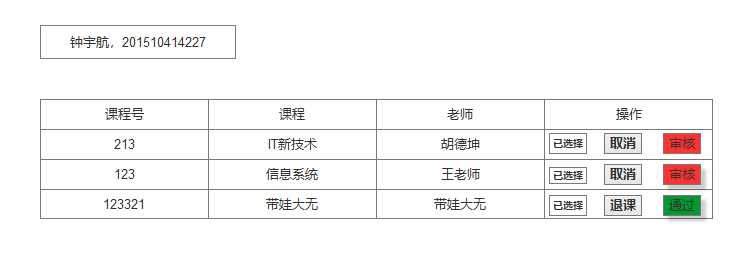 钟宇航，201510414227
课程号 课程 老师 操作
213 IT新技术 胡德坤 已选择 取消 审核
123 信息系统 王老师 已选择 取消 审核
123321 带娃大无 带娃大无 已选择 退课 通过